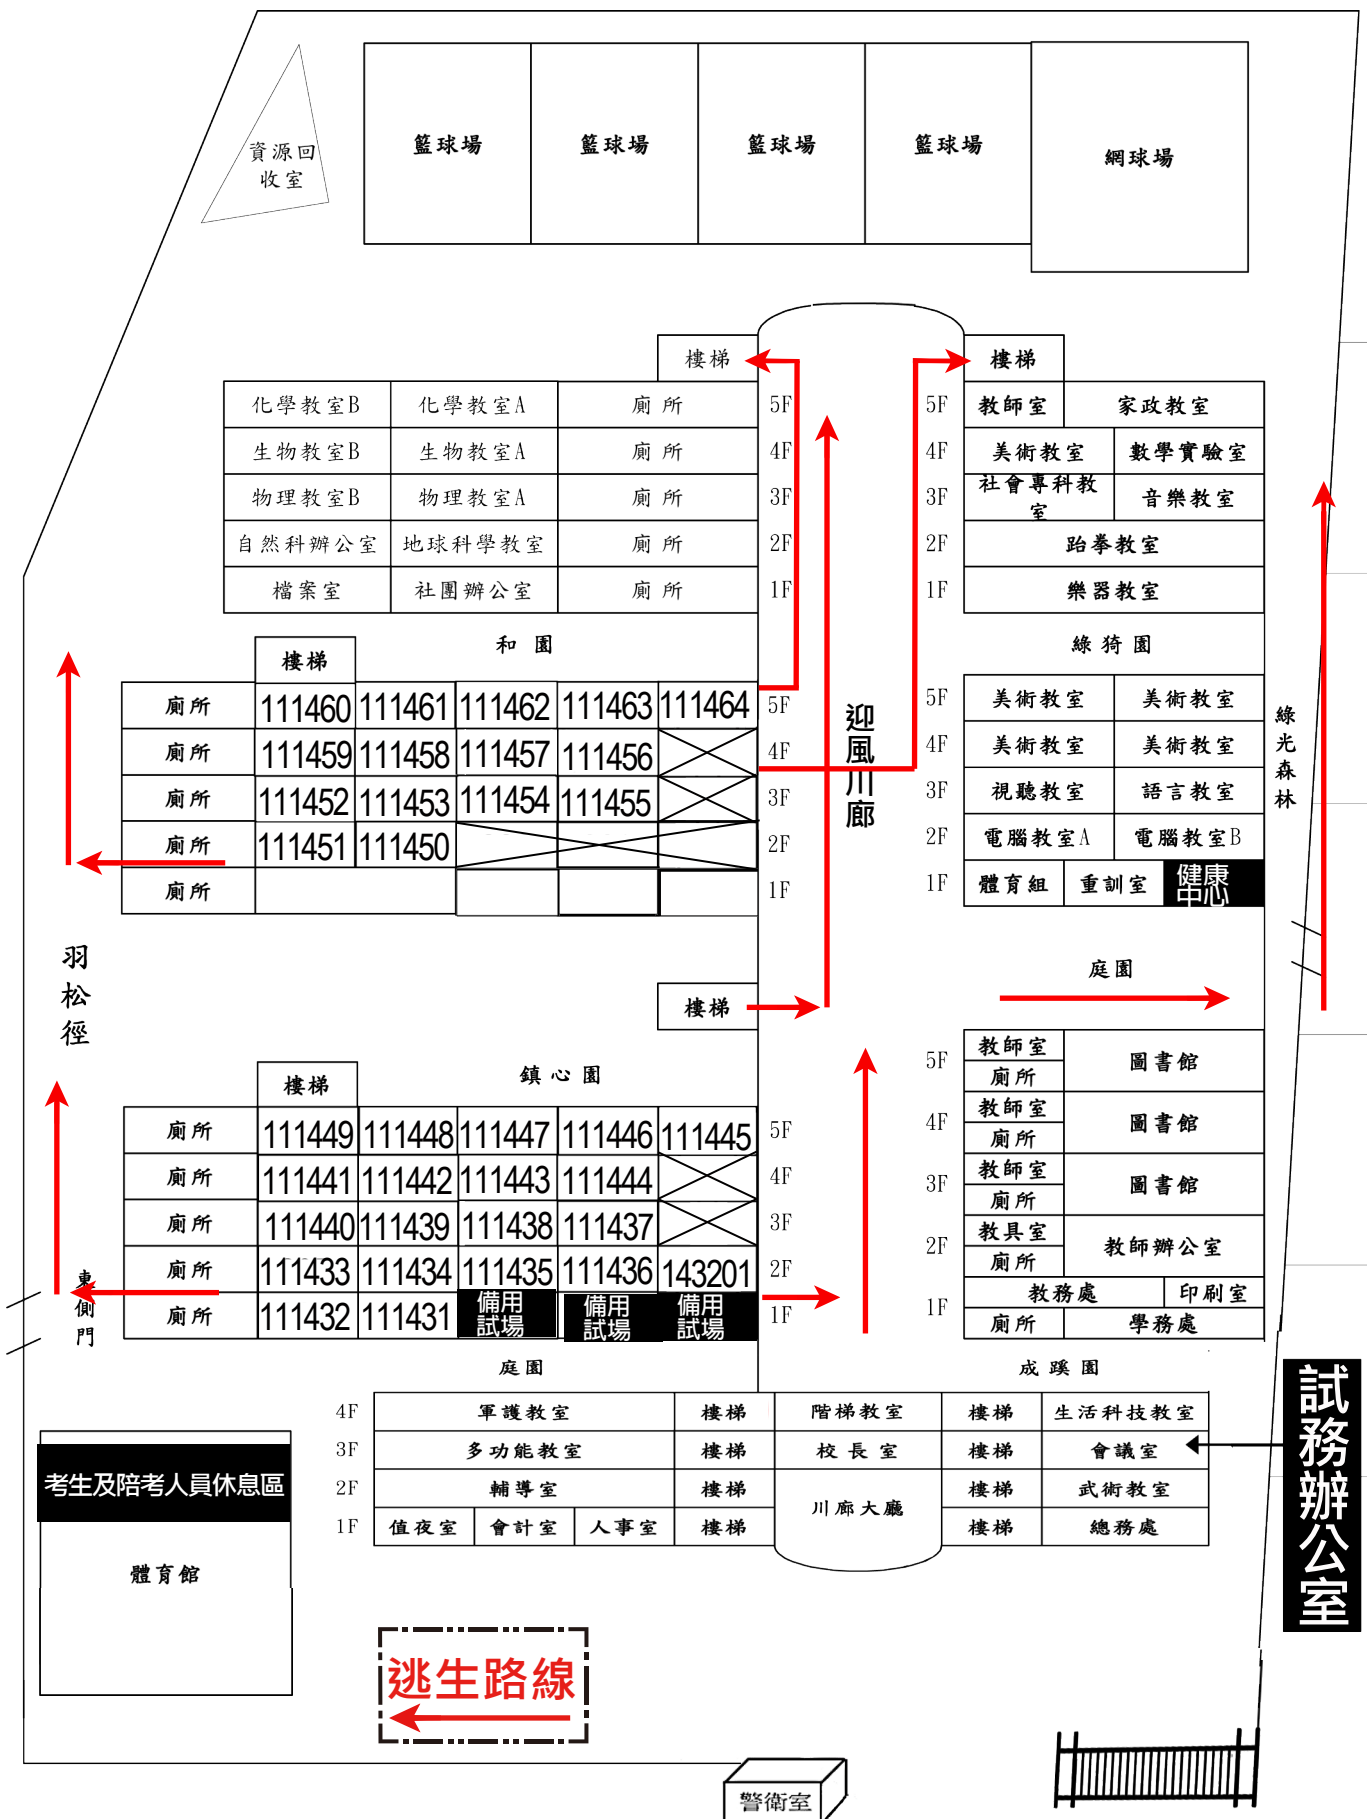 籃球場 籃球場 籃球場 籃球場 網球場
資源回
收室
樓梯 樓梯
化學教室B 化學教室A 廁所 5F 5F 教師室 家政教室
生物教室B 生物教室A 廁所 4F 4F 美術教室 數學實驗室
物理教室B 物理教室A 廁所 3F 3F 社會專科教室 音樂教室
自然科辦公室 地球科學教室 廁所 2F 2F 跆拳教室
檔案室 社團辦公室 廁所 1F 1F 樂器教室
和園 綠猗園
樓梯
廁所 111460 111461 111462 111463 111464 5F 5F 美術教室 美術教室
廁所 111459 111458 111457 111456 4F 4F 美術教室 美術教室
廁所 111452 111453 111454 111455 3F 3F 視聽教室 語言教室
廁所 111451 111450 2F 2F 電腦教室A 電腦教室B
廁所 1F 1F 體育組 重訓室 健康中心
迎風川廊
綠光森林
羽松徑
庭園
樓梯
鎮心園
樓梯
廁所 111449 111448 111447 111446 111445 5F
廁所 111441 111442 111443 111444 4F
廁所 111440 111439 111438 111437 3F
廁所 111433 111434 111435 111436 143201 2F
廁所 111432 111431 備用試場 備用試場 備用試場 1F
東側門
5F 教師室 圖書館
廁所
4F 教師室 圖書館
廁所
3F 教師室 圖書館
廁所
2F 教具室 教師辦公室
廁所
1F 教務處 印刷室
廁所 學務處
庭園 成蹊園
4F 軍護教室 樓梯 階梯教室 樓梯 生活科技教室
3F 多功能教室 樓梯 校長室 樓梯 會議室
2F 輔導室 樓梯 川廊大廳 樓梯 武術教室
1F 值夜室 會計室 人事室 樓梯 樓梯 總務處
試務辦公室
考生及陪考人員休息區
體育館
逃生路線
警衛室